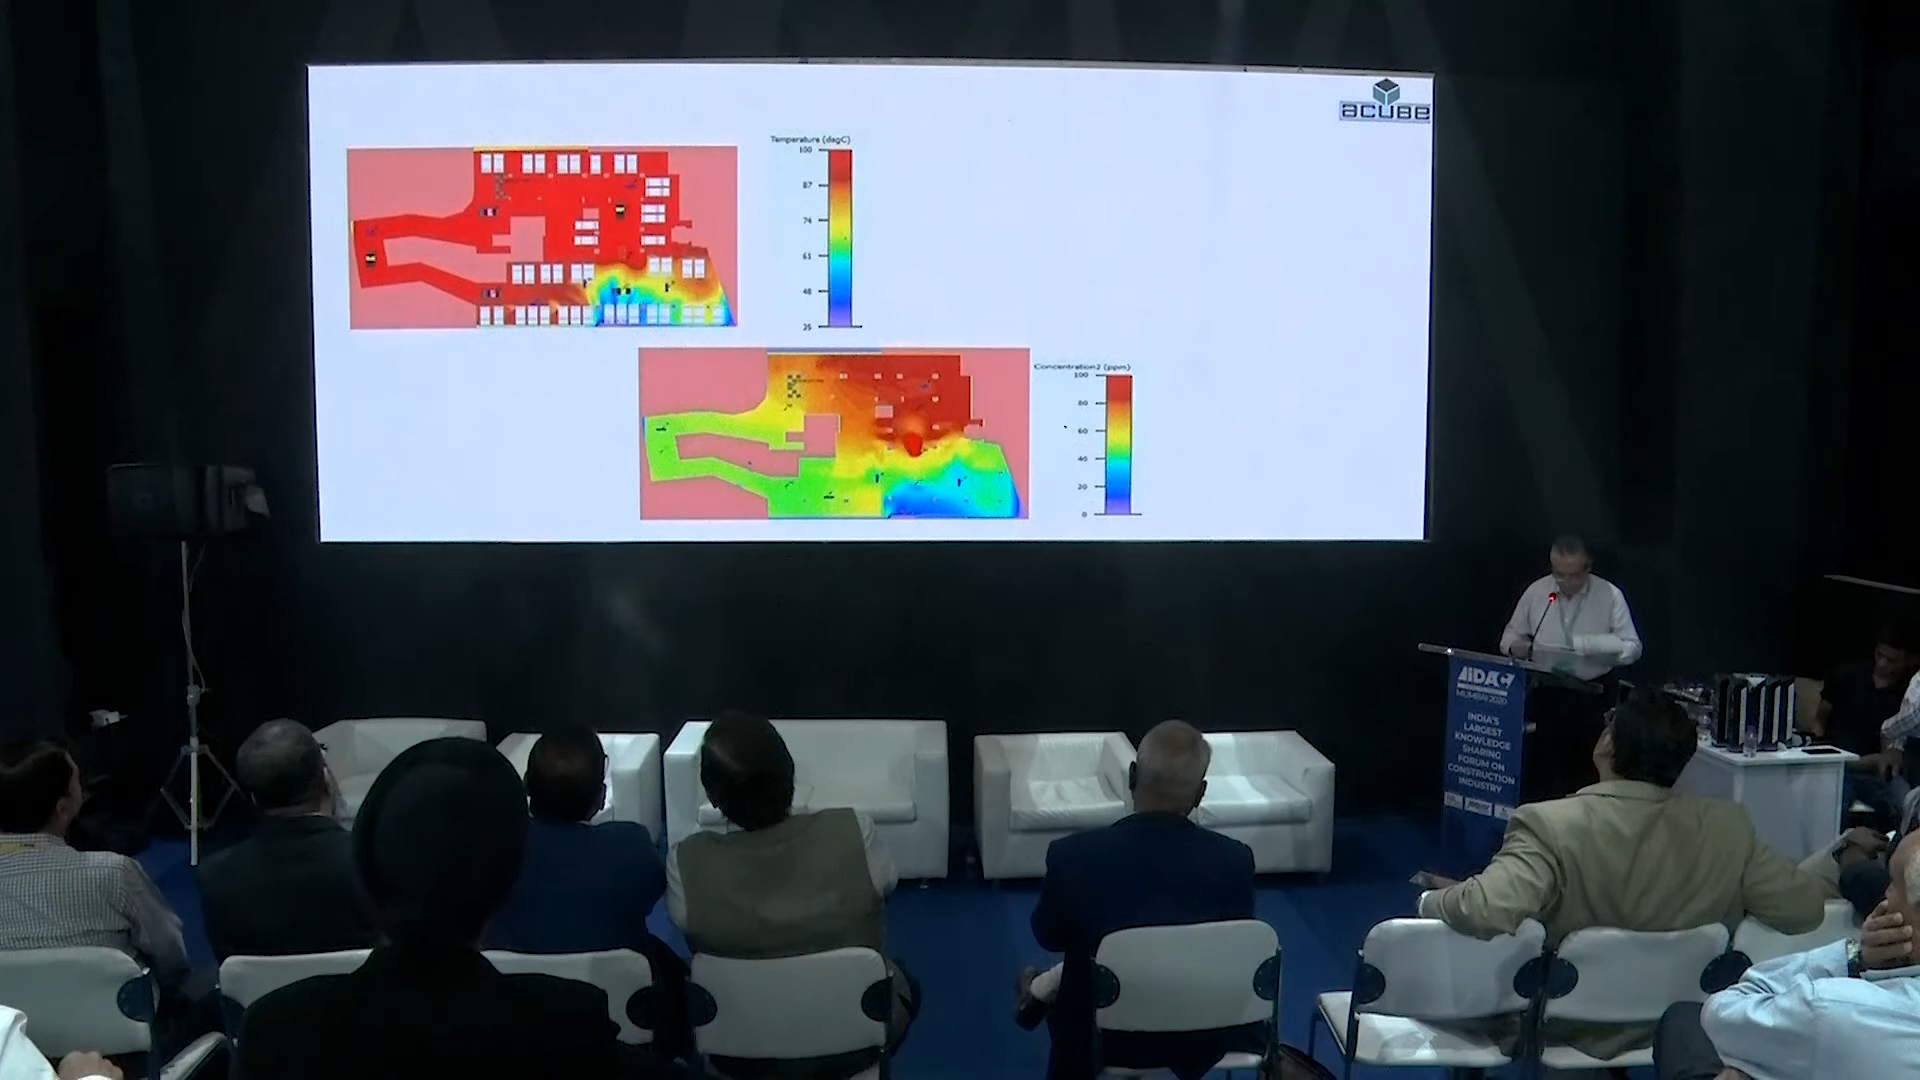 acube
Temperature (degC)
100
87
74
61
48
35
Concentration2 (ppm)
100
80
60
40
20
0
AIDAC
MUMBAI 2020
INDIA'S
LARGEST
KNOWLEDGE
SHARING
FORUM ON
CONSTRUCTION
INDUSTRY